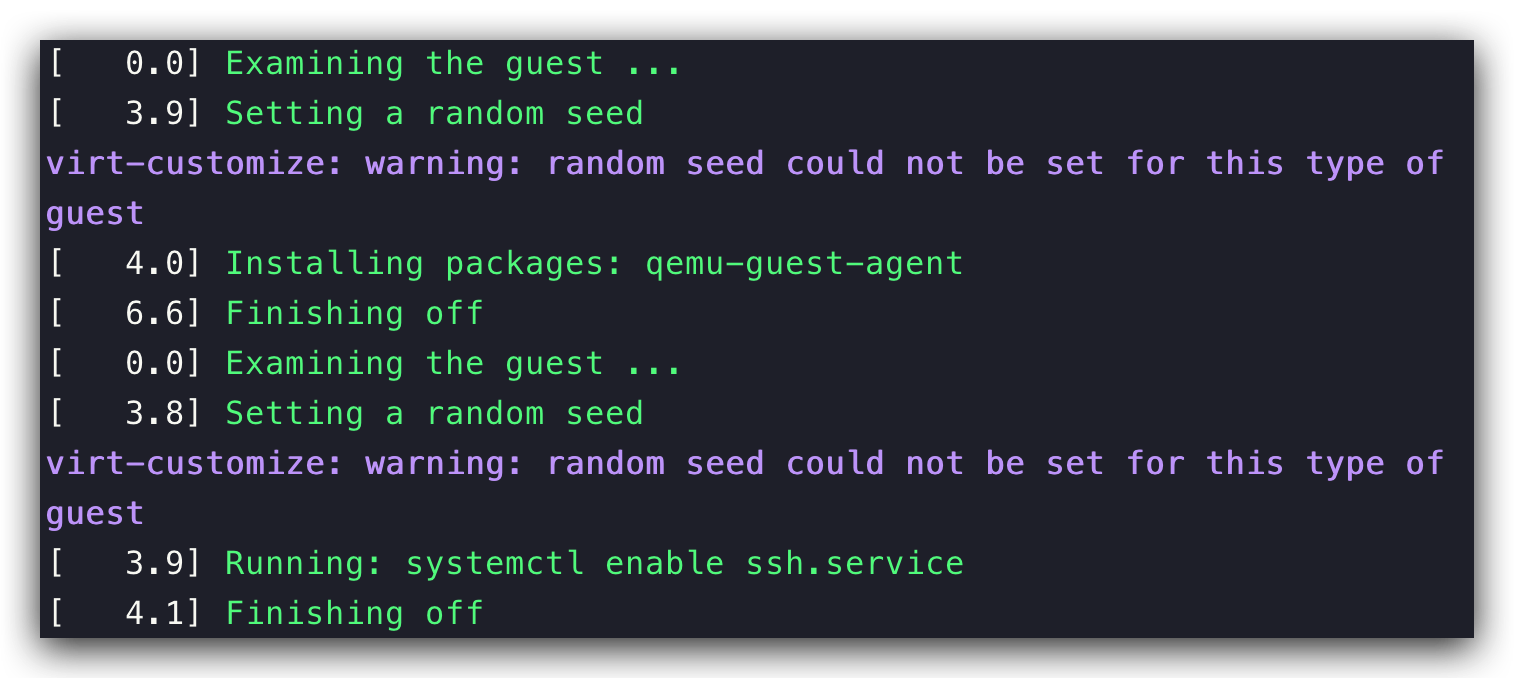 [   0.0] Examining the guest ...
[   3.9] Setting a random seed
virt-customize: warning: random seed could not be set for this type of
guest
[   4.0] Installing packages: qemu-guest-agent
[   6.6] Finishing off
[   0.0] Examining the guest ...
[   3.8] Setting a random seed
virt-customize: warning: random seed could not be set for this type of
guest
[   3.9] Running: systemctl enable ssh.service
[   4.1] Finishing off